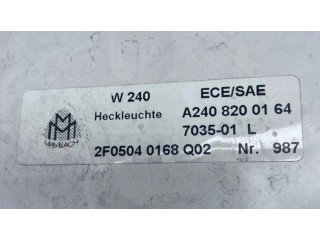 W 240 ECE/SAE
Heckleuchte A240 820 01 64
7035-01 L
MAYBACH
2F0504 0168 Q02 Nr. 987